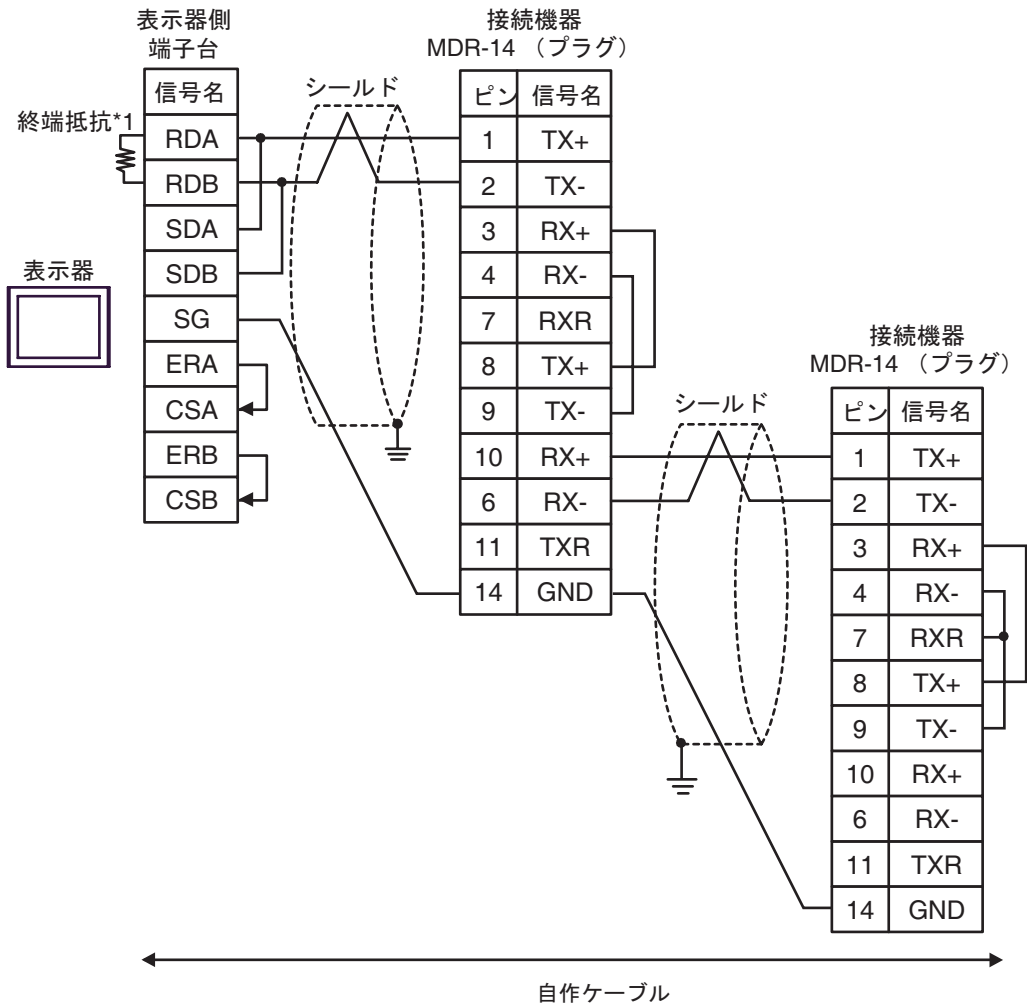 表示器側
端子台
信号名
RDA
RDB
SDA
SDB
SG
ERA
CSA
ERB
CSB
終端抵抗*1
表示器
シールド
接続機器
MDR-14 （プラグ）
ピン 信号名
1 TX+
2 TX-
3 RX+
4 RX-
7 RXR
8 TX+
9 TX-
10 RX+
6 RX-
11 TXR
14 GND
シールド
接続機器
MDR-14 （プラグ）
ピン 信号名
1 TX+
2 TX-
3 RX+
4 RX-
7 RXR
8 TX+
9 TX-
10 RX+
6 RX-
11 TXR
14 GND
自作ケーブル